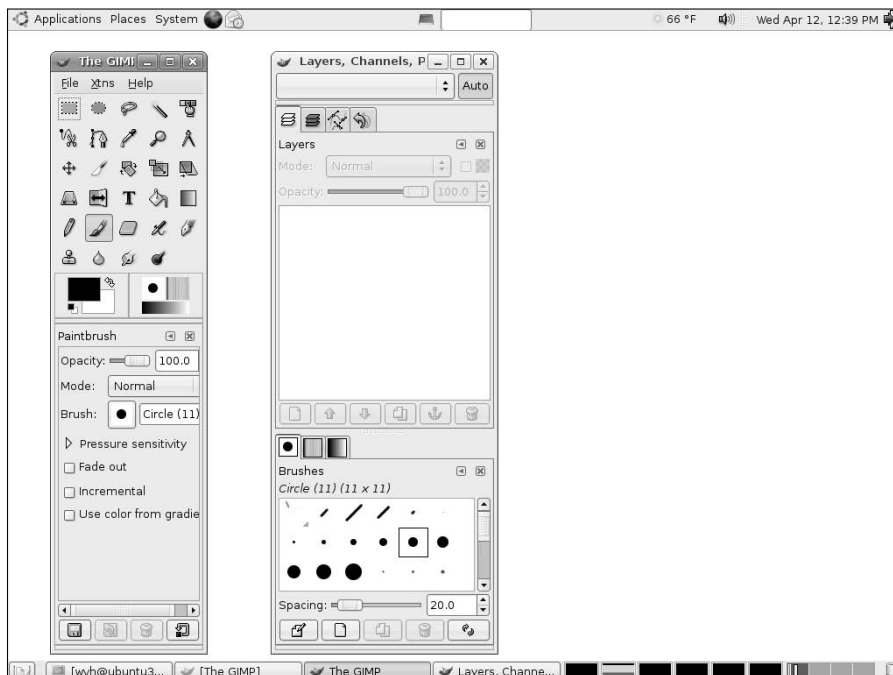 Applications Places System
66 °F
Wed Apr 12, 12:39 PM
The GIMP
File Xtns Help
Paintbrush
Opacity: 100.0
Mode: Normal
Brush: Circle (11)
Pressure sensitivity
Fade out
Incremental
Use color from gradie
Layers, Channels, P
Auto
Layers
Mode: Normal
Opacity: 100.0
Brushes
Circle (11) (11 x 11)
Spacing: 20.0
[wyh@ubuntu3... [The GIMP] The GIMP Layers, Channe...